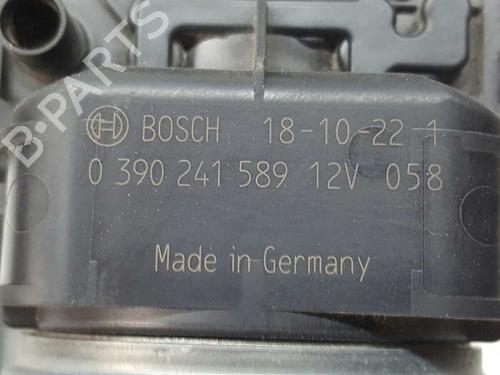 B-PARTS
BOSCH 18-10-22 1
0 390 241 589 12V 058
Made in Germany